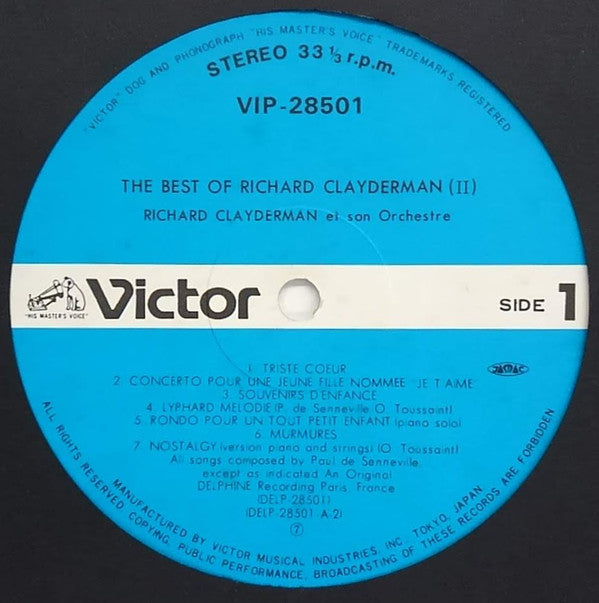 "VICTOR" DOG AND PHONOGRAPH "HIS MASTER'S VOICE" TRADEMARKS REGISTERED
STEREO 33 1/3 r.p.m.
VIP-28501
THE BEST OF RICHARD CLAYDERMAN (II)
RICHARD CLAYDERMAN et son Orchestre
"HIS MASTER'S VOICE"
Victor
SIDE 1
1. TRISTE COEUR
2. CONCERTO POUR UNE JEUNE FILLE NOMMEE "JE T'AIME"
3. SOUVENIRS D'ENFANCE
4. LYPHARD MELODIE (P. de Senneville O. Toussaint)
5. RONDO POUR UN TOUT PETIT ENFANT (piano solo)
6. MURMURES
7. NOSTALGY (version piano and strings) (O. Toussaint)
All songs composed by Paul de Senneville,
except as indicated An Original
DELPHINE Recording Paris, France
(DELP-28501)
(DELP-28501-A.2)
JASRAC
ALL RIGHTS RESERVED. COPYING, PUBLIC PERFORMANCE, BROADCASTING OF THESE RECORDS ARE FORBIDDEN
MANUFACTURED BY VICTOR MUSICAL INDUSTRIES, INC., TOKYO, JAPAN.